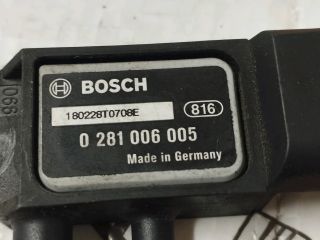 BOSCH
180228T0708E
816
0 281 006 005
Made in Germany